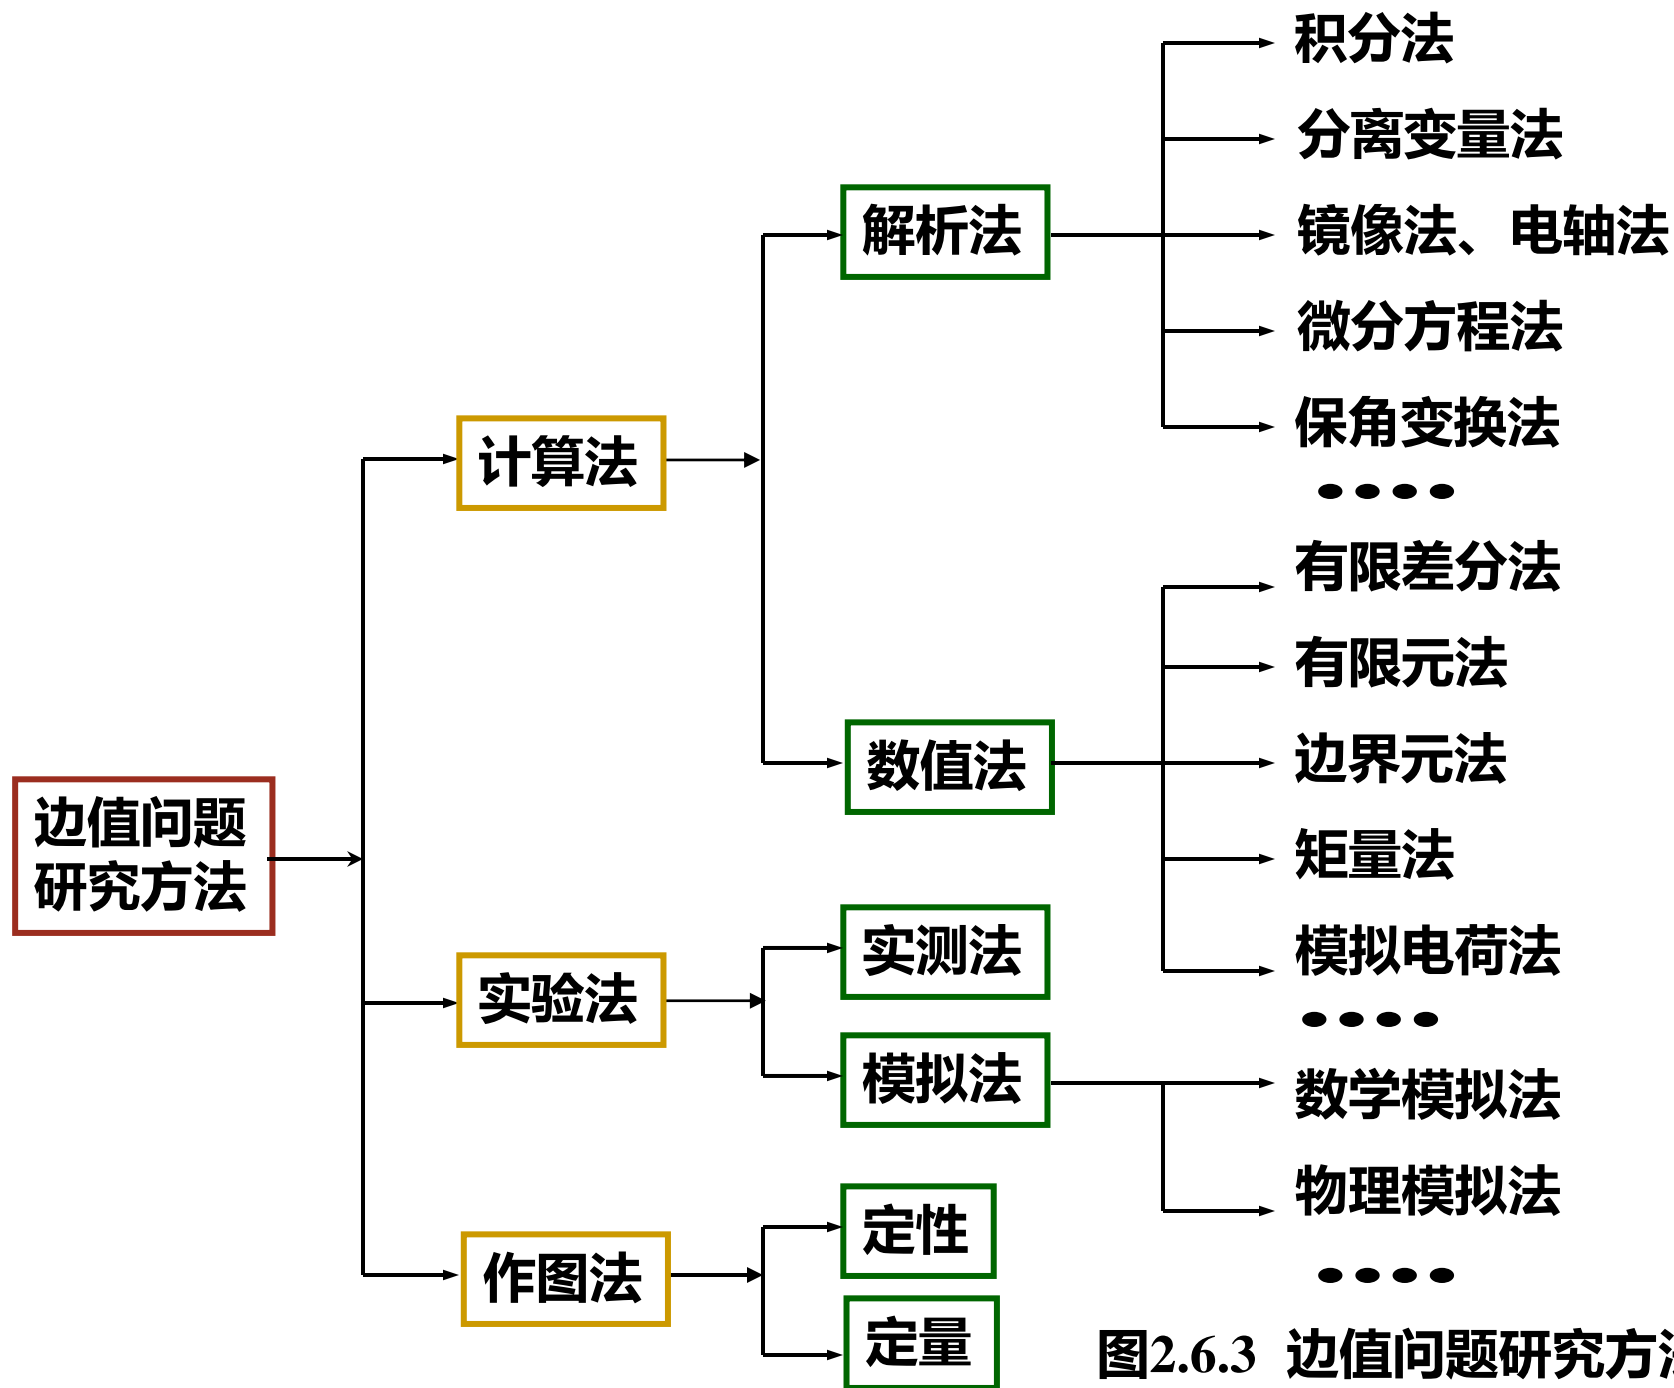 积分法
分离变量法
镜像法、电轴法
解析法
微分方程法
保角变换法
计算法
••••
有限差分法
有限元法
数值法
边界元法
边值问题
研究方法
矩量法
实测法
模拟电荷法
实验法
••••
模拟法
数学模拟法
物理模拟法
定性
作图法
••••
定量
图2.6.3 边值问题研究方法